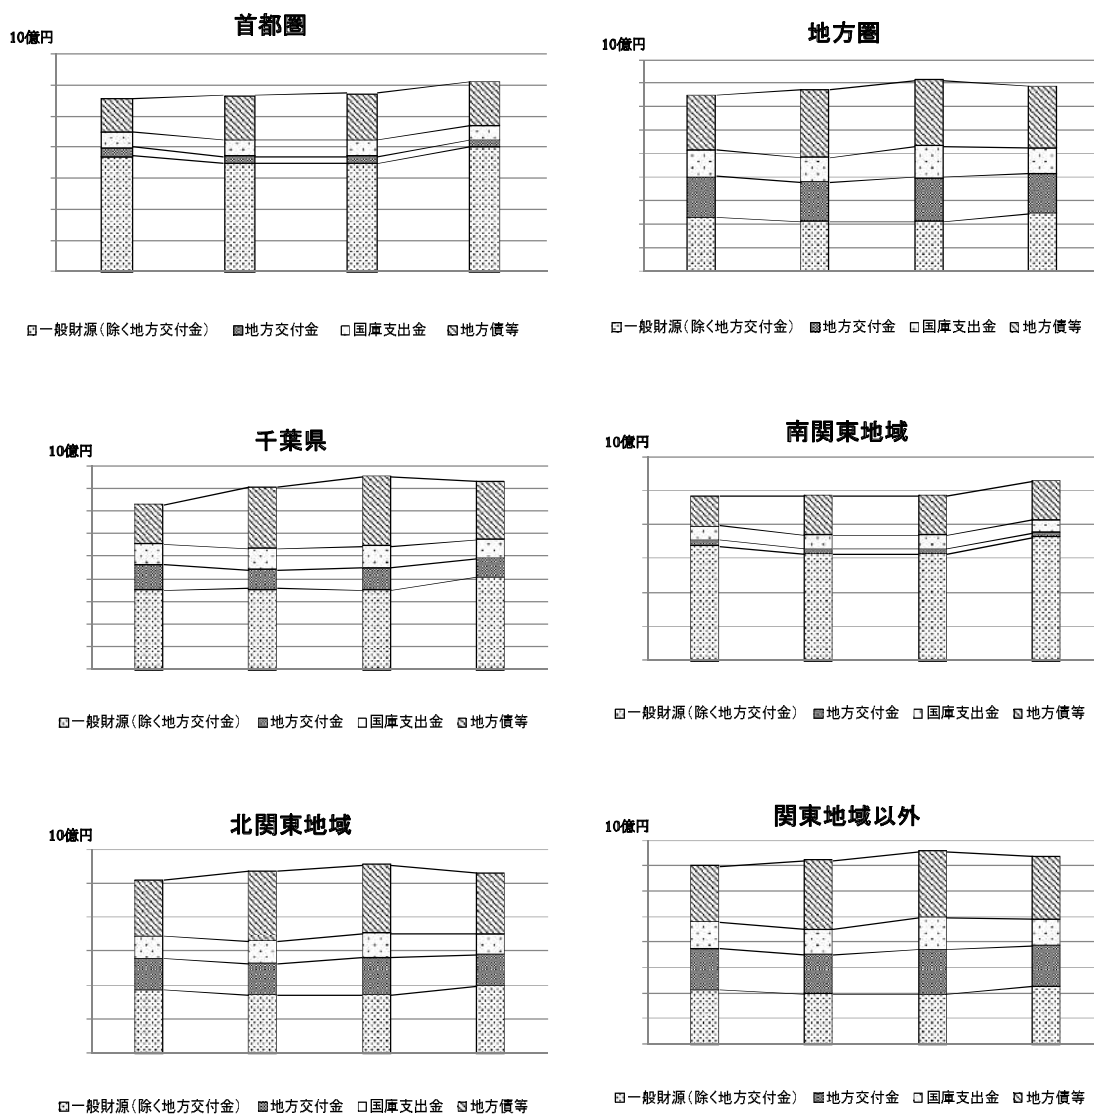 首都圏
10億円
一般財源（除く地方交付金） 地方交付金 国庫支出金 地方債等
地方圏
10億円
一般財源（除く地方交付金） 地方交付金 国庫支出金 地方債等
千葉県
10億円
一般財源（除く地方交付金） 地方交付金 国庫支出金 地方債等
南関東地域
10億円
一般財源（除く地方交付金） 地方交付金 国庫支出金 地方債等
北関東地域
10億円
一般財源（除く地方交付金） 地方交付金 国庫支出金 地方債等
関東地域以外
10億円
一般財源（除く地方交付金） 地方交付金 国庫支出金 地方債等